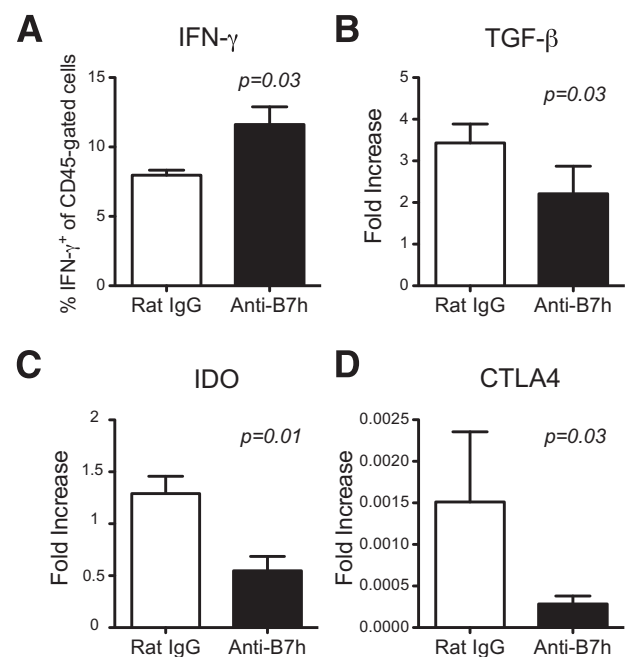 A
IFN-γ
% IFN-γ+ of CD45-gated cells
15
10
5
0
p=0.03
Rat IgG
Anti-B7h
B
TGF-β
Fold Increase
5
4
3
2
1
0
p=0.03
Rat IgG
Anti-B7h
C
IDO
Fold Increase
2
1.5
1
0.5
0
p=0.01
Rat IgG
Anti-B7h
D
CTLA4
Fold Increase
0.0025
0.0020
0.0015
0.0010
0.0005
0.0000
p=0.03
Rat IgG
Anti-B7h